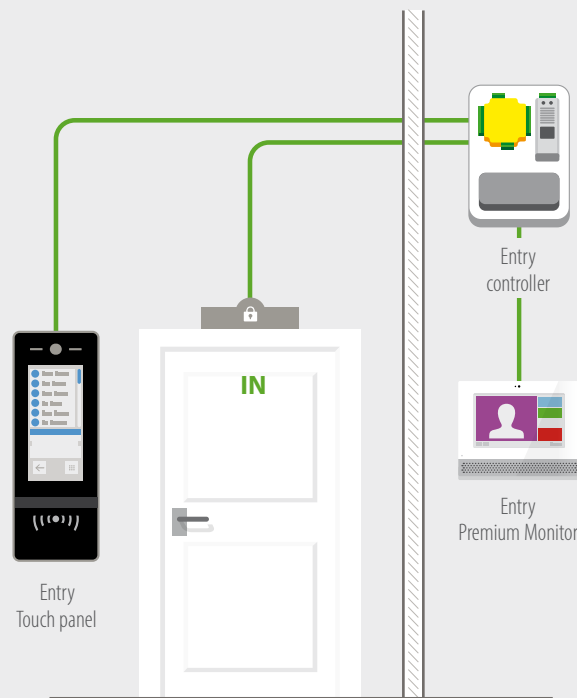 Entry
controller
IN
Entry
Premium Monitor
Entry
Touch panel